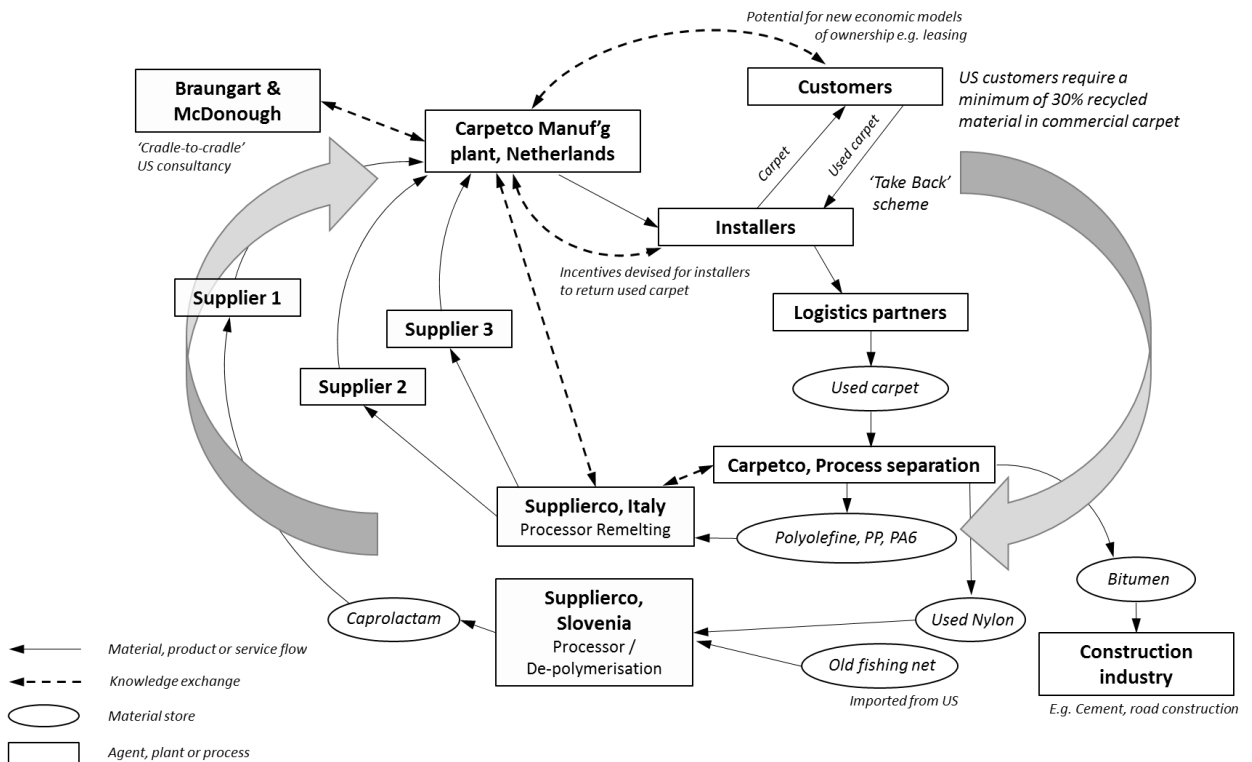 Potential for new economic models
of ownership e.g. leasing
Braungart &
McDonough
‘Cradle-to-cradle’
US consultancy
Carpetco Manuf’g
plant, Netherlands
Customers
US customers require a
minimum of 30% recycled
material in commercial carpet
Carpet
Used carpet
‘Take Back’
scheme
Installers
Incentives devised for installers
to return used carpet
Supplier 1
Supplier 3
Supplier 2
Logistics partners
Used carpet
Carpetco, Process separation
Supplierco, Italy
Processor Remelting
Polyolefine, PP, PA6
Bitumen
Supplierco,
Slovenia
Processor /
De-polymerisation
Caprolactam
Used Nylon
Old fishing net
Imported from US
Construction
industry
E.g. Cement, road construction
Material, product or service flow
Knowledge exchange
Material store
Agent, plant or process